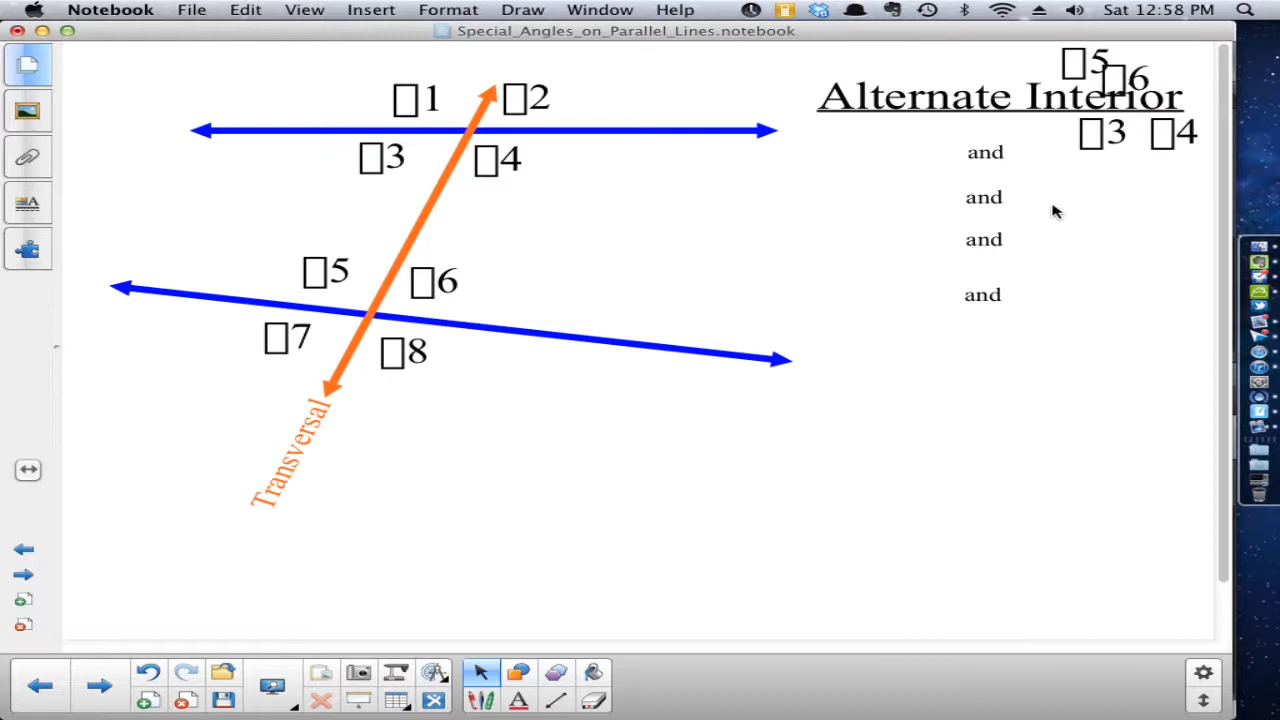 Notebook File Edit View Insert Format Draw Window Help Sat 12:58 PM
Special_Angles_on_Parallel_Lines.notebook
□5
□6
□1 □2
Alternate Interior
□3 □4
□3 □4
and
and
and
□5 □6
and
□7 □8
Transversal